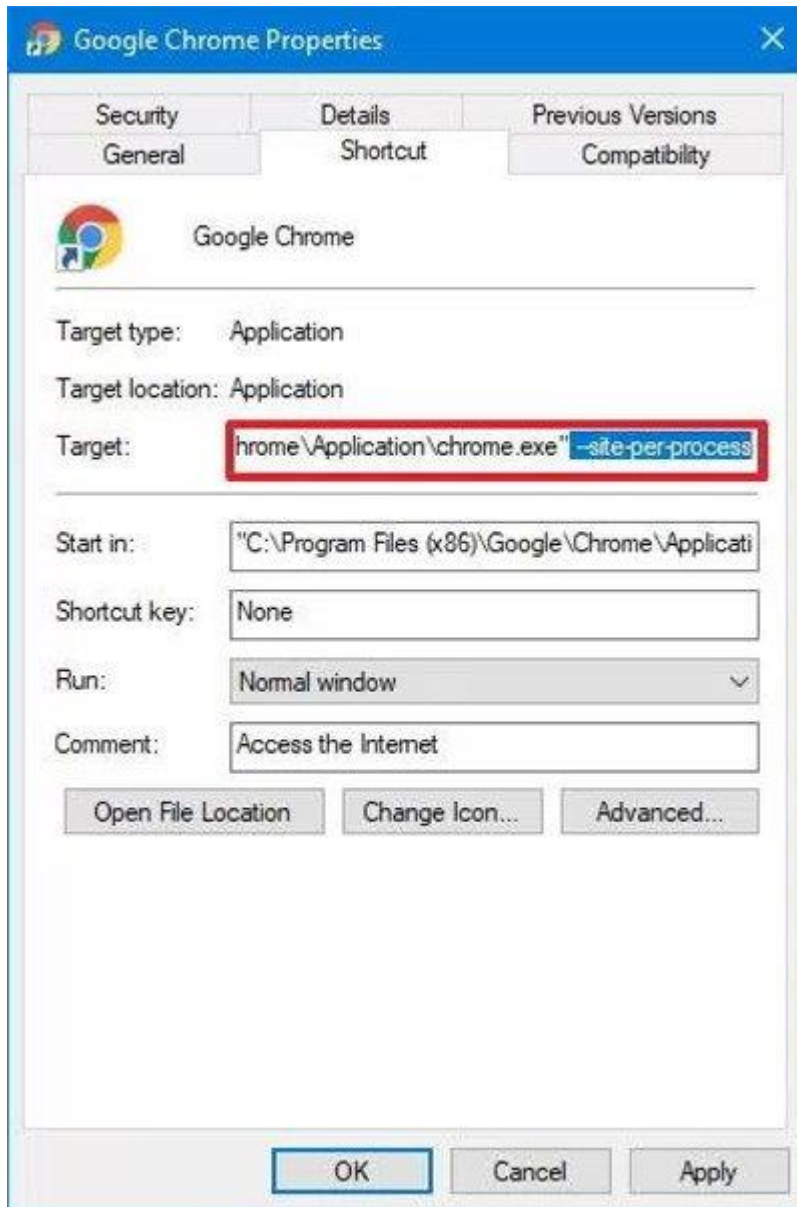 Google Chrome Properties
Security Details Previous Versions
General Shortcut Compatibility
Google Chrome
Target type: Application
Target location: Application
Target: hrome\Application\chrome.exe" --site-per-process
Start in: "C:\Program Files (x86)\Google\Chrome\Applicati
Shortcut key: None
Run: Normal window
Comment: Access the Internet
Open File Location Change Icon... Advanced...
OK Cancel Apply